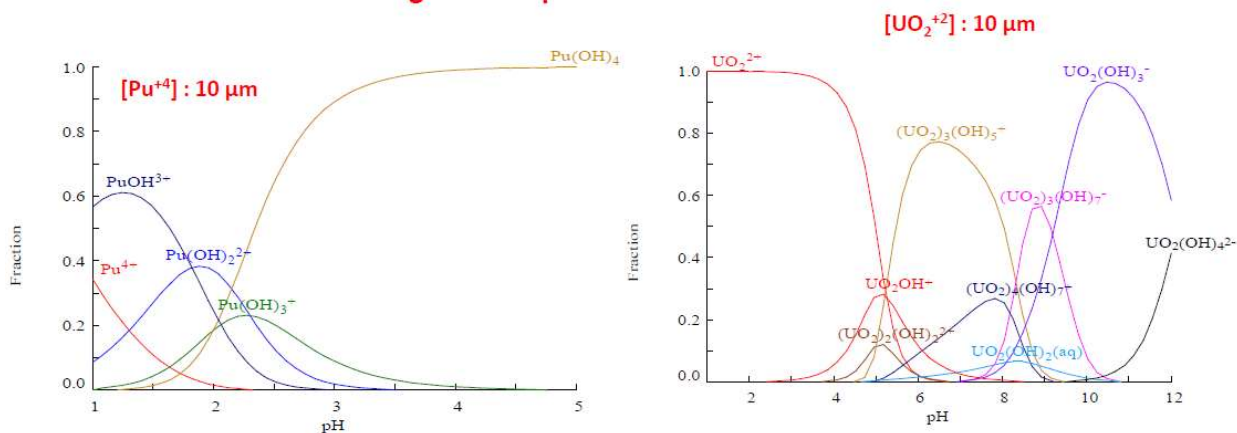 [Pu⁺⁴] : 10 µm
Pu(OH)₄
PuOH³⁺
Pu⁴⁺
Pu(OH)₂²⁺
Pu(OH)₃⁺
Fraction
1.0
0.8
0.6
0.4
0.2
0.0
1 2 3 4 5
pH
[UO₂⁺²] : 10 µm
UO₂²⁺
UO₂(OH)₃⁻
(UO₂)₃(OH)₅⁺
(UO₂)₃(OH)₇⁻
UO₂(OH)₄²⁻
UO₂OH⁺
(UO₂)₄(OH)₇⁺
(UO₂)₂(OH)₂²⁺
UO₂(OH)₂(aq)
Fraction
1.0
0.8
0.6
0.4
0.2
0.0
2 4 6 8 10 12
pH